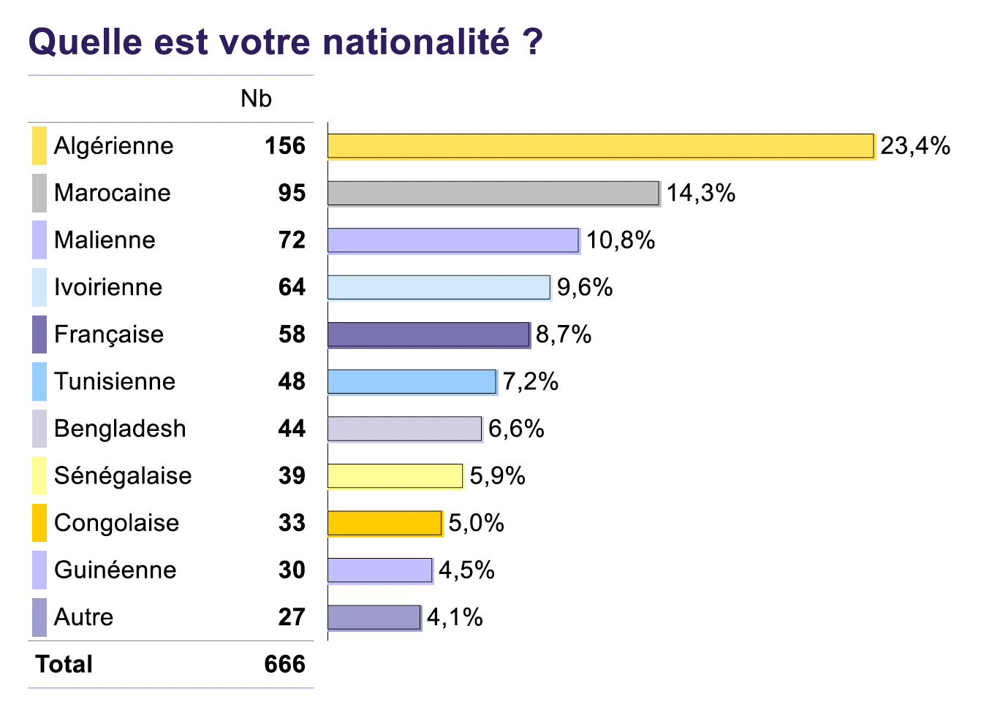 Quelle est votre nationalité ?
Nb
Algérienne 156 23,4%
Marocaine 95 14,3%
Malienne 72 10,8%
Ivoirienne 64 9,6%
Française 58 8,7%
Tunisienne 48 7,2%
Bengladesh 44 6,6%
Sénégalaise 39 5,9%
Congolaise 33 5,0%
Guinéenne 30 4,5%
Autre 27 4,1%
Total 666